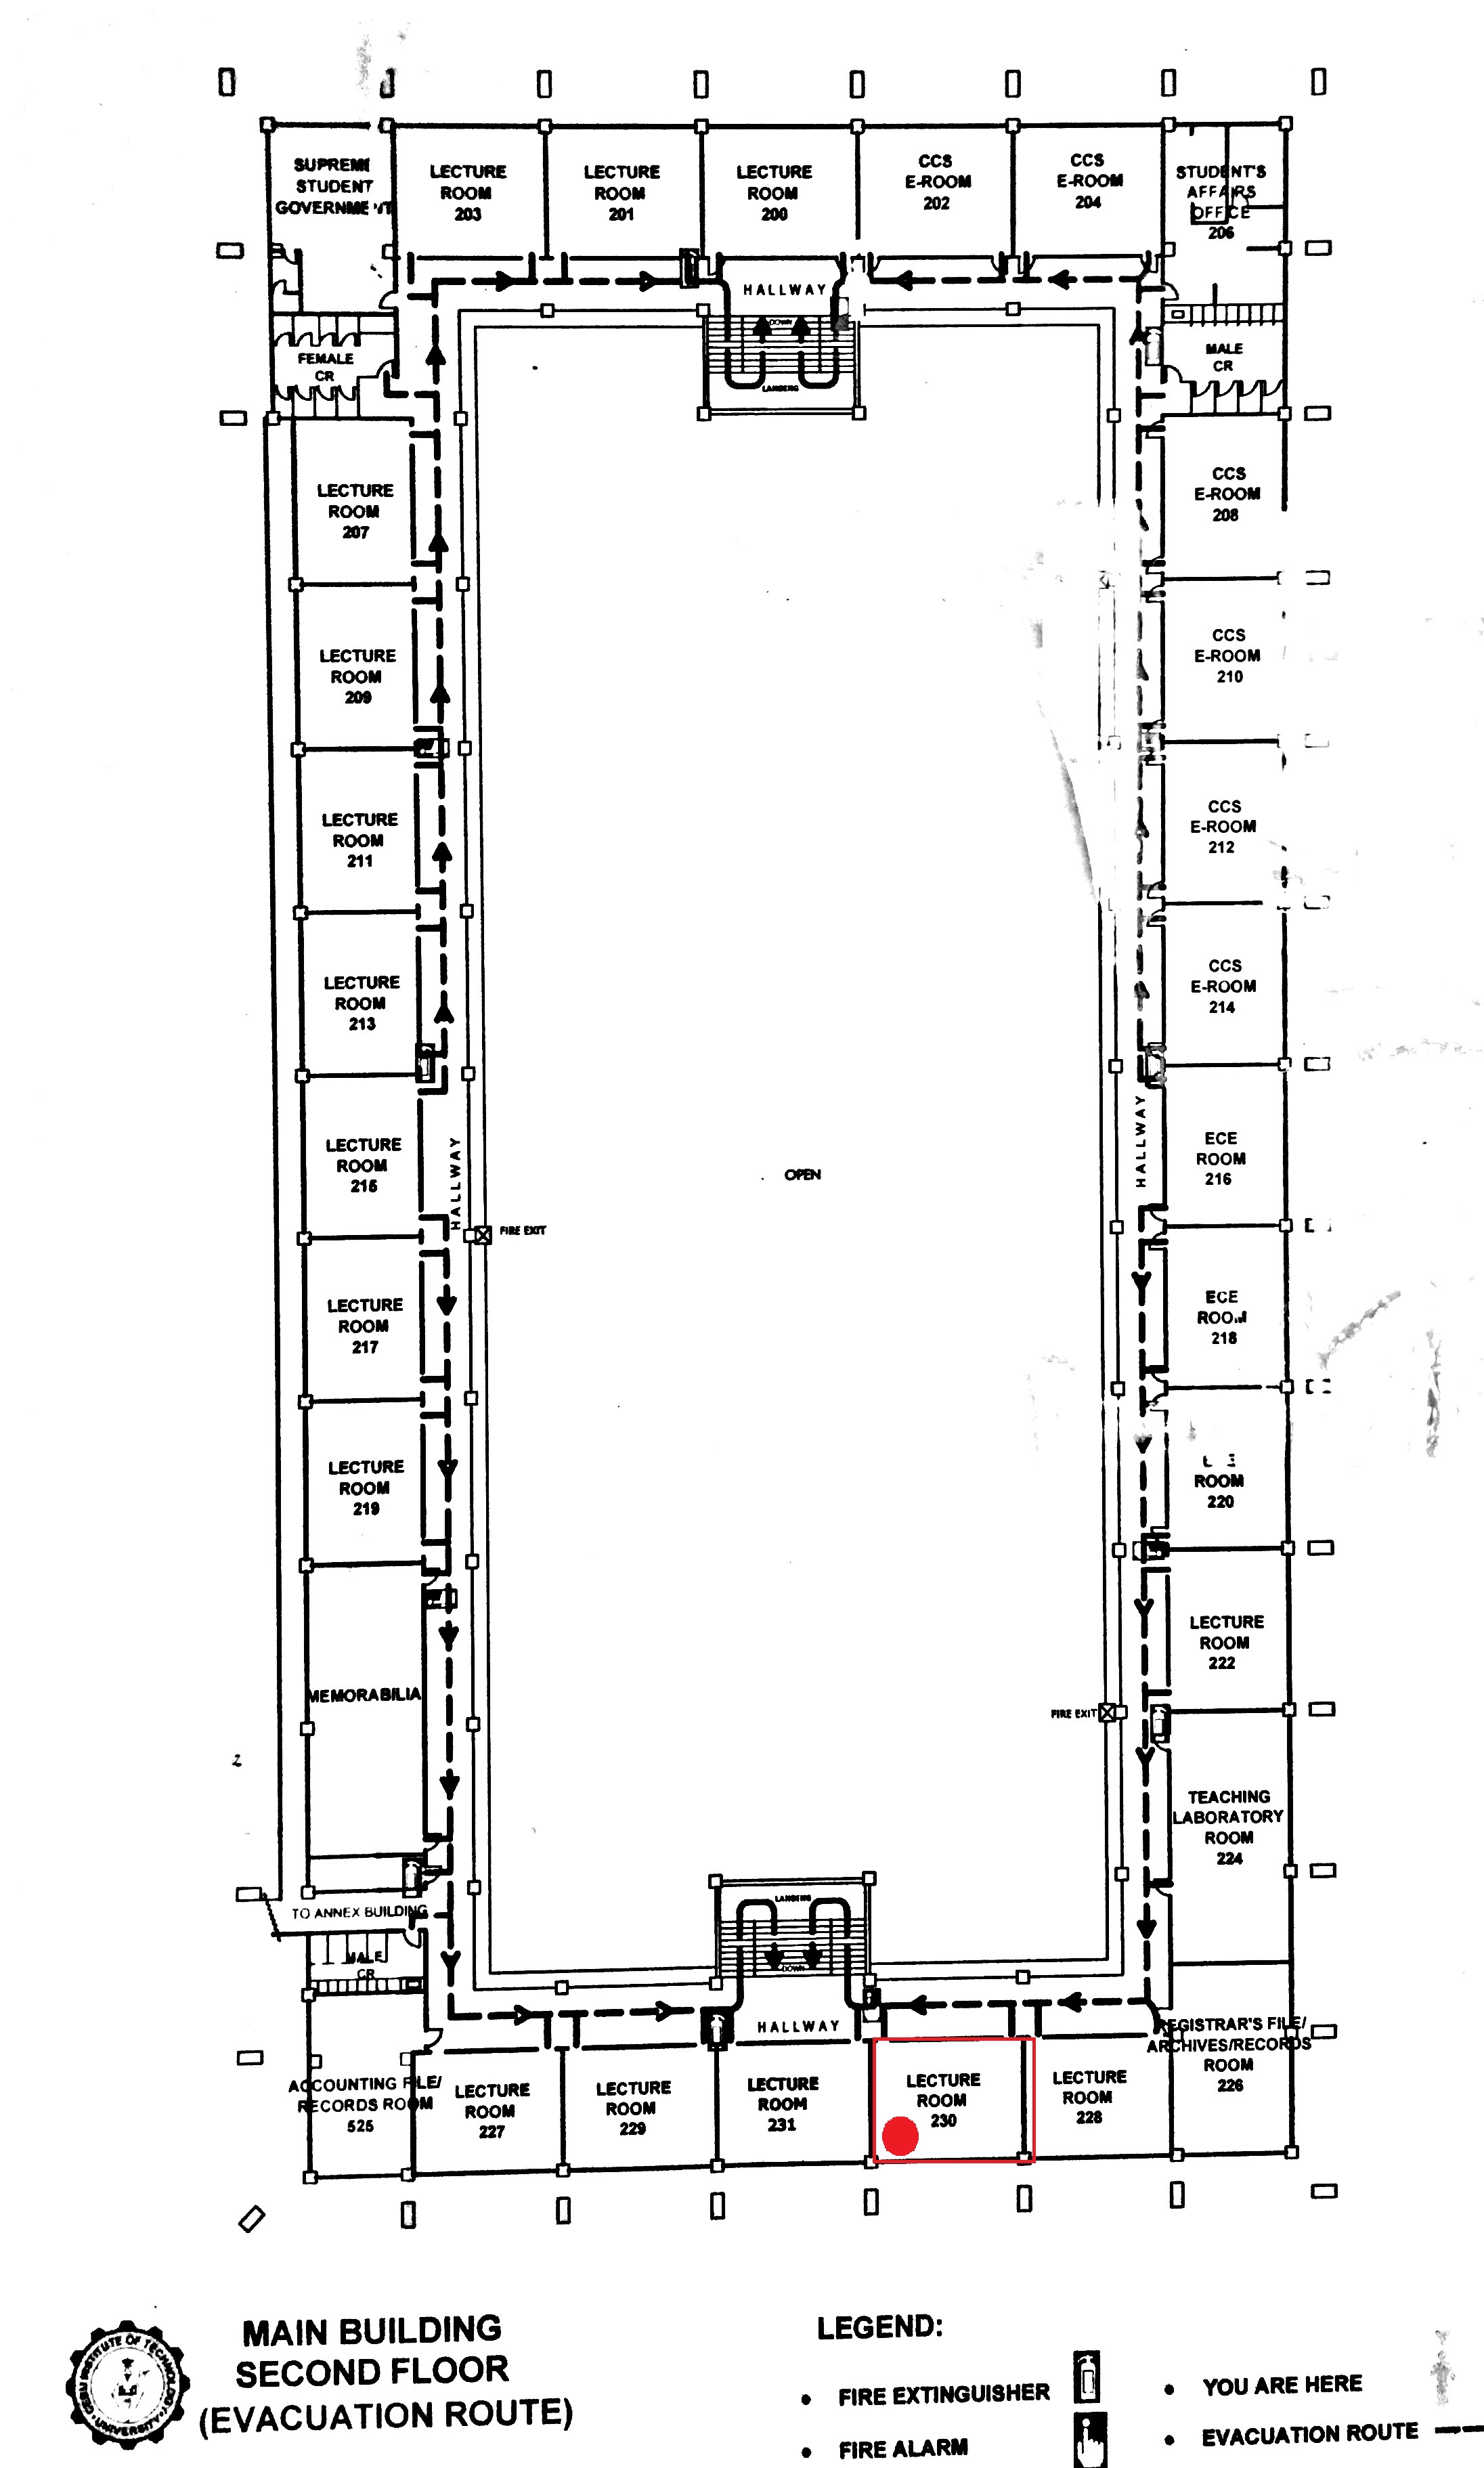 SUPREME
STUDENT
GOVERNMENT
LECTURE
ROOM
203
LECTURE
ROOM
201
LECTURE
ROOM
200
CCS
E-ROOM
202
CCS
E-ROOM
204
STUDENT'S
AFFAIRS
OFFICE
206
HALLWAY
DOWN
LANDING
FEMALE
CR
MALE
CR
LECTURE
ROOM
207
CCS
E-ROOM
208
LECTURE
ROOM
209
CCS
E-ROOM
210
LECTURE
ROOM
211
CCS
E-ROOM
212
LECTURE
ROOM
213
CCS
E-ROOM
214
LECTURE
ROOM
215
HALLWAY
OPEN
HALLWAY
ECE
ROOM
216
FIRE EXIT
LECTURE
ROOM
217
ECE
ROOM
218
LECTURE
ROOM
219
ROOM
220
MEMORABILIA
LECTURE
ROOM
222
FIRE EXIT
TEACHING
LABORATORY
ROOM
224
TO ANNEX BUILDING
MALE
CR
LANDING
DOWN
HALLWAY
REGISTRAR'S FILE/
ARCHIVES/RECORDS
ROOM
226
ACCOUNTING FILE/
RECORDS ROOM
525
LECTURE
ROOM
227
LECTURE
ROOM
229
LECTURE
ROOM
231
LECTURE
ROOM
230
LECTURE
ROOM
228
CEBU INSTITUTE OF TECHNOLOGY
UNIVERSITY
MAIN BUILDING
SECOND FLOOR
(EVACUATION ROUTE)
LEGEND:
• FIRE EXTINGUISHER
• FIRE ALARM
• YOU ARE HERE
• EVACUATION ROUTE